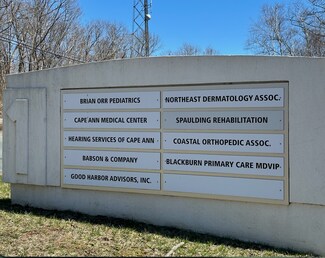 1
BRIAN ORR PEDIATRICS
CAPE ANN MEDICAL CENTER
HEARING SERVICES OF CAPE ANN
BABSON & COMPANY
GOOD HARBOR ADVISORS, INC.
NORTHEAST DERMATOLOGY ASSOC.
SPAULDING REHABILITATION
COASTAL ORTHOPEDIC ASSOC.
BLACKBURN PRIMARY CARE MDVIP